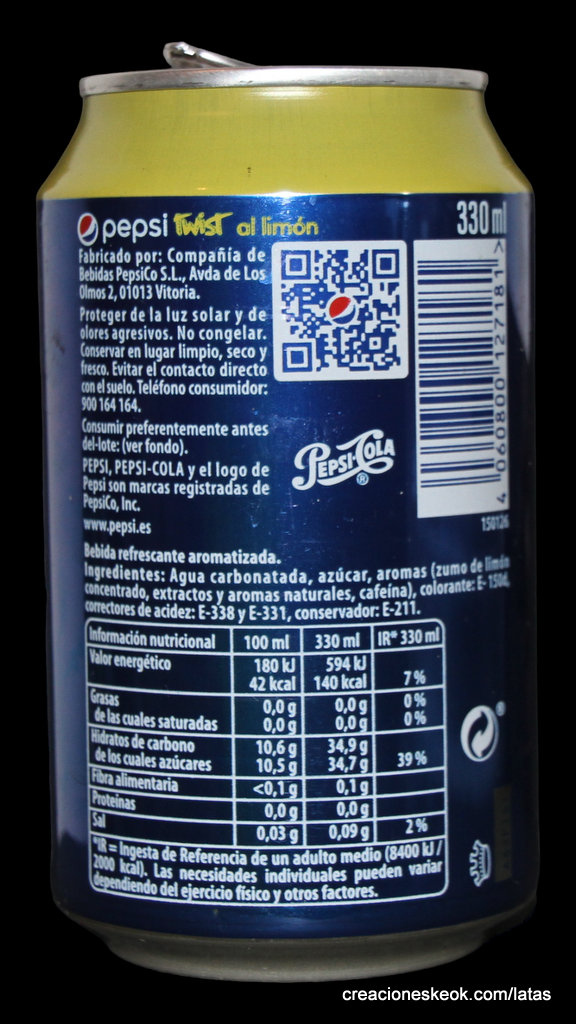 pepsi twist al limón
330 ml
Fabricado por: Compañía de
Bebidas PepsiCo S.L., Avda de Los
Olmos 2, 01013 Vitoria.
Proteger de la luz solar y de
olores agresivos. No congelar.
Conservar en lugar limpio, seco y
fresco. Evitar el contacto directo
con el suelo. Teléfono consumidor:
900 164 164.
Consumir preferentemente antes
del-lote: (ver fondo).
PEPSI, PEPSI-COLA y el logo de
Pepsi son marcas registradas de
PepsiCo, Inc.
www.pepsi.es
PEPSI-COLA ®
4 060800 127181 >
150126
Bebida refrescante aromatizada.
Ingredientes: Agua carbonatada, azúcar, aromas (zumo de limón
concentrado, extractos y aromas naturales, cafeína), colorante: E-150d,
correctores de acidez: E-338 y E-331, conservador: E-211.
Información nutricional 100 ml 330 ml IR* 330 ml
Valor energético 180 kJ 594 kJ
42 kcal 140 kcal 7%
Grasas 0,0 g 0,0 g 0%
de las cuales saturadas 0,0 g 0,0 g 0%
Hidratos de carbono 10,6 g 34,9 g
de los cuales azúcares 10,5 g 34,7 g 39%
Fibra alimentaria <0,1 g 0,1 g
Proteínas 0,0 g 0,0 g
Sal 0,03 g 0,09 g 2%
*IR = Ingesta de Referencia de un adulto medio (8400 kJ /
2000 kcal). Las necesidades individuales pueden variar
dependiendo del ejercicio físico y otros factores.
®
creacioneskeok.com/latas